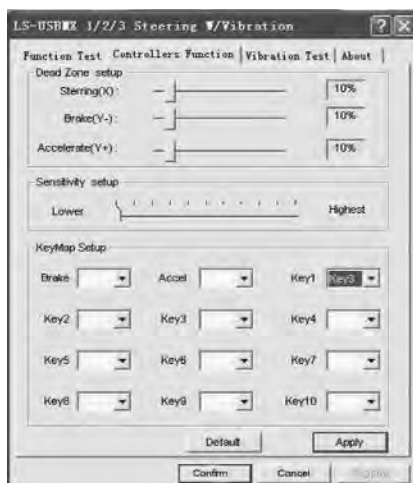 LS-USBMX 1/2/3 Steering W/Vibration
Function Test Controllers Function Vibration Test About
Dead Zone setup
Sterring(X): 10%
Brake(Y-): 10%
Accelerate(Y+): 10%
Sensitivity setup
Lower Highest
KeyMap Setup
Brake Accel Key1 Key3
Key2 Key3 Key4
Key5 Key6 Key7
Key8 Key9 Key10
Default Apply
Confirm Cancel